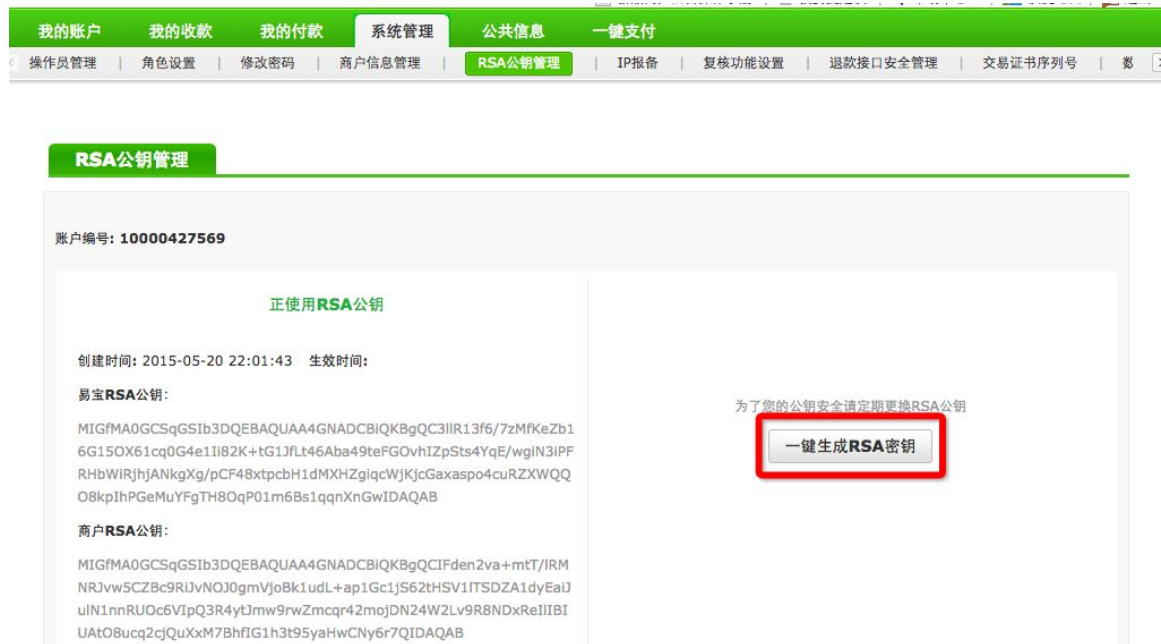 我的账户 我的收款 我的付款 系统管理 公共信息 一键支付
操作员管理 | 角色设置 | 修改密码 | 商户信息管理 | RSA公钥管理 | IP报备 | 复核功能设置 | 退款接口安全管理 | 交易证书序列号 |
RSA公钥管理
账户编号: 10000427569
正使用RSA公钥
创建时间: 2015-05-20 22:01:43 生效时间:
易宝RSA公钥:
MIGfMA0GCSqGSIb3DQEBAQUAA4GNADCBiQKBgQC3llR13f6/7zMfKeZb1
6G15OX61cq0G4e1Ii82K+tG1JfLt46Aba49teFGOvhIZpSts4YqE/wgiN3iPF
RHbWiRjhjANkgXg/pCF48xtpcbH1dMXHZgiqcWjKjcGaxaspo4cuRZXWQQ
O8kpIhPGeMuYFgTH8OqP01m6Bs1qqnXnGwIDAQAB
商户RSA公钥:
MIGfMA0GCSqGSIb3DQEBAQUAA4GNADCBiQKBgQCIFden2va+mtT/lRM
NRJvw5CZBc9RiJvNOJ0gmVjoBk1udL+ap1Gc1jS62tHSV1lTSDZA1dyEaiJ
ulN1nnRUOc6VIpQ3R4ytJmw9rwZmcqr42mojDN24W2Lv9R8NDxReIlIBI
UAtO8ucq2cjQuXxM7BhfIG1h3t95yaHwCNy6r7QIDAQAB
为了您的公钥安全请定期更换RSA公钥
一键生成RSA密钥